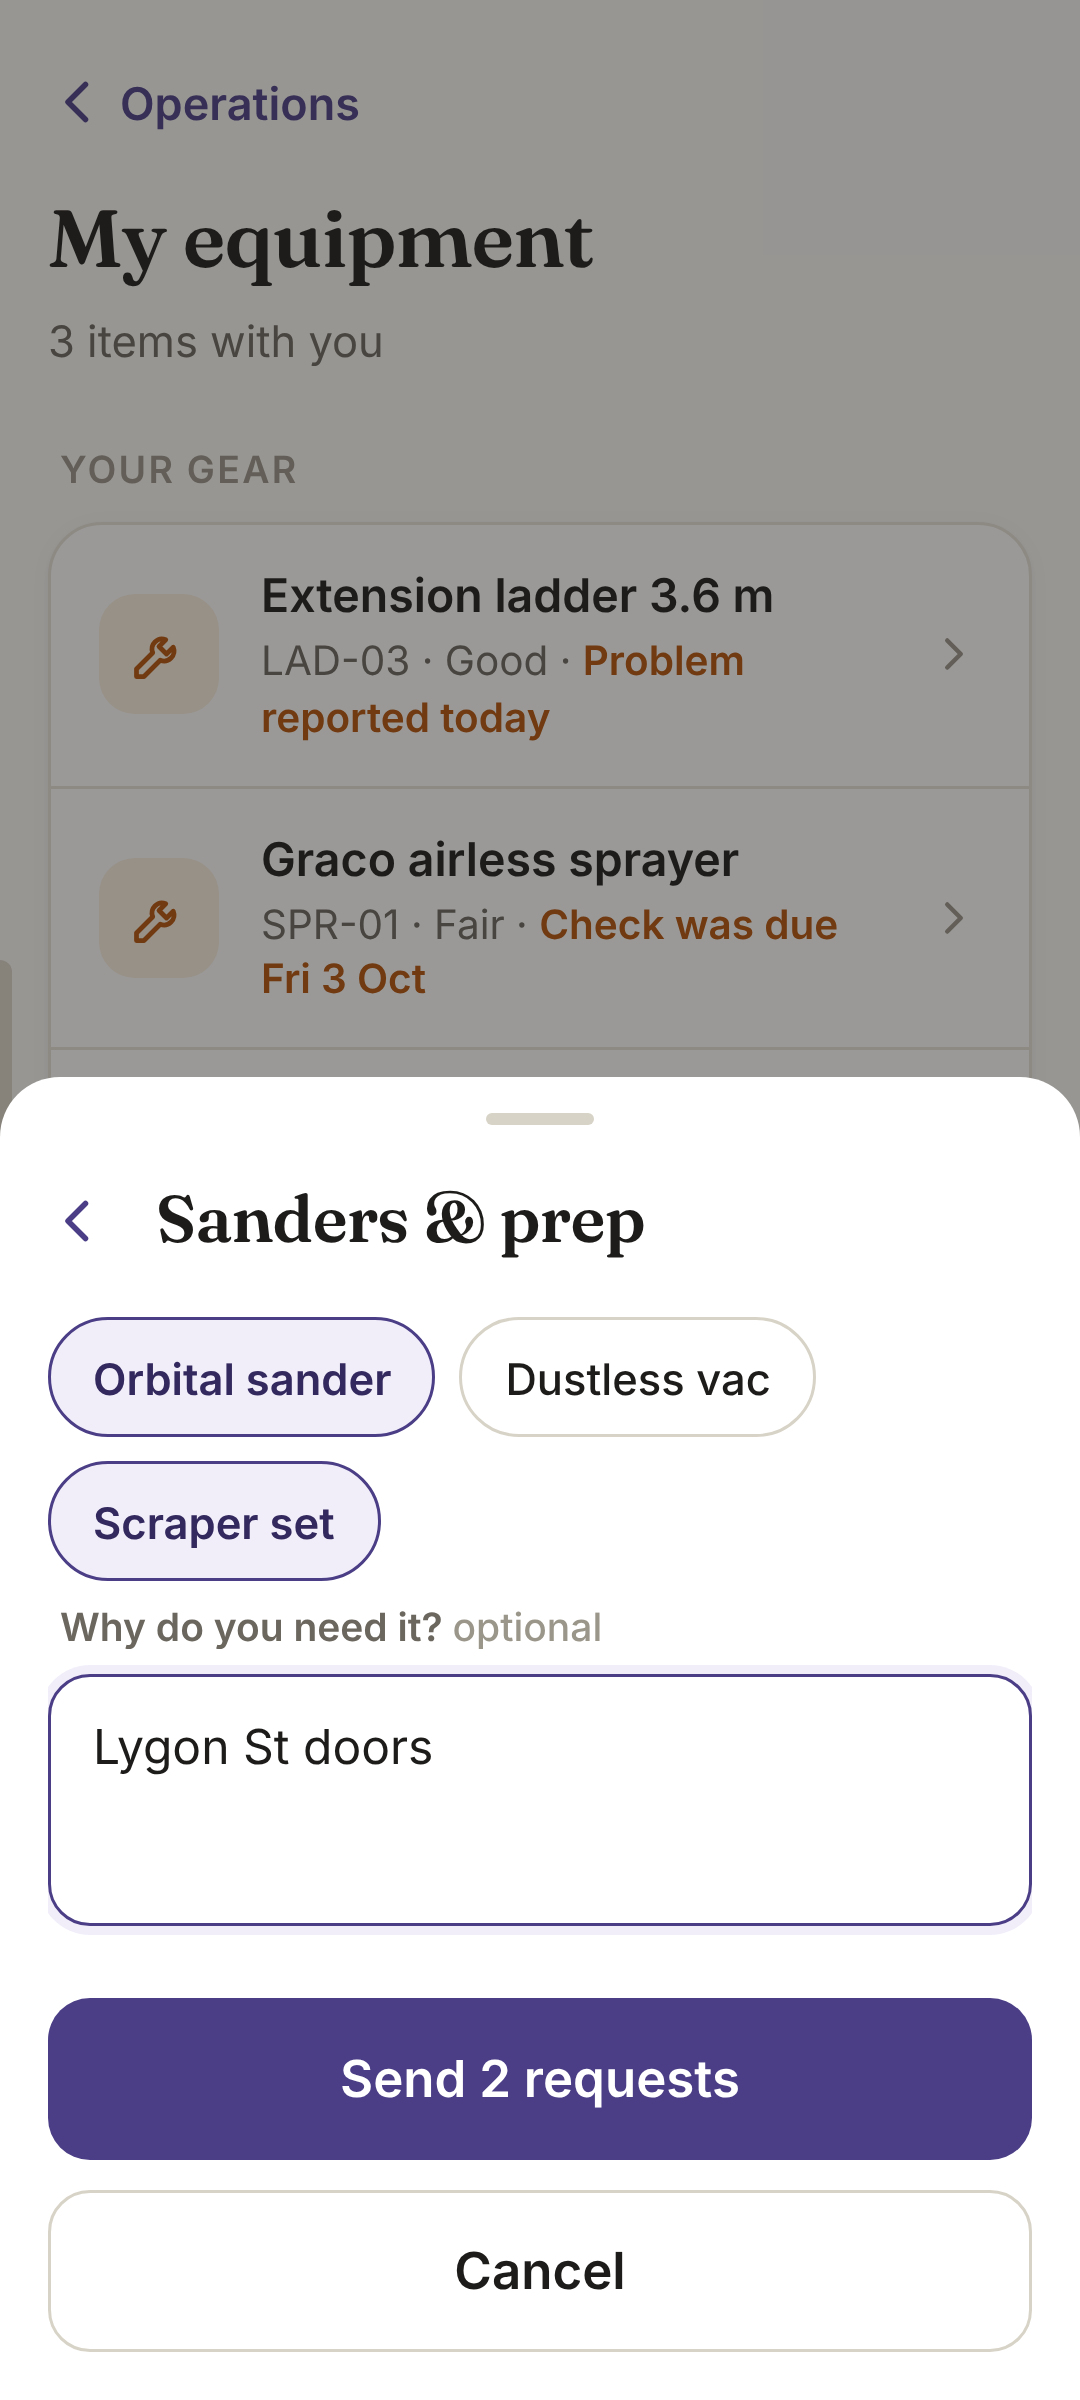 Operations
My equipment
3 items with you
YOUR GEAR
Extension ladder 3.6 m
LAD-03 · Good · Problem
reported today
Graco airless sprayer
SPR-01 · Fair · Check was due
Fri 3 Oct
Sanders & prep
Orbital sander
Dustless vac
Scraper set
Why do you need it? optional
Lygon St doors
Send 2 requests
Cancel